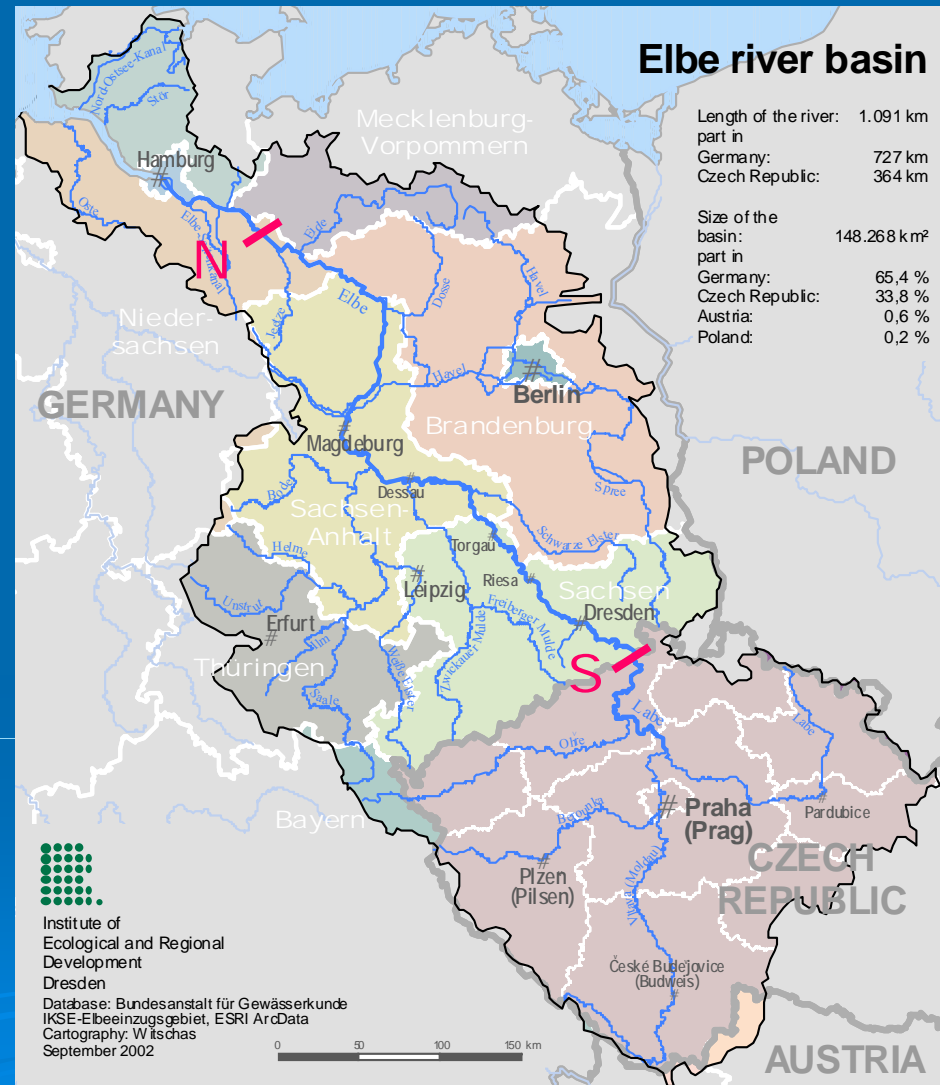 Elbe river basin
Length of the river: 1.091 km
part in
Germany: 727 km
Czech Republic: 364 km
Size of the
basin: 148.268 km²
part in
Germany: 65,4 %
Czech Republic: 33,8 %
Austria: 0,6 %
Poland: 0,2 %
Nord-Ostsee-Kanal
Stör
Mecklenburg-
Vorpommern
Hamburg
Oste
Elde
N
Elbe
Dosse
Havel
Jeetze
Nieder-
sachsen
Havel
Berlin
GERMANY
Brandenburg
Magdeburg
POLAND
Bode
Dessau
Spree
Sachsen-
Anhalt
Schwarze Elster
Torgau
Helme
Leipzig
Riesa
Sachsen
Unstrut
Freiberger Mulde
Dresden
Erfurt
Zwickauer Mulde
Ilm
Weiße Elster
Thüringen
S
Saale
Labe
Labe
Ohře
Bayern
Berounka
Praha
(Prag)
Pardubice
Plzen
(Pilsen)
(Moldau)
CZECH
REPUBLIC
České Budějovice
(Budweis)
AUSTRIA
Institute of
Ecological and Regional
Development
Dresden
Database: Bundesanstalt für Gewässerkunde
IKSE-Elbeeinzugsgebiet, ESRI ArcData
Cartography: Witschas
September 2002
0 50 100 150 km